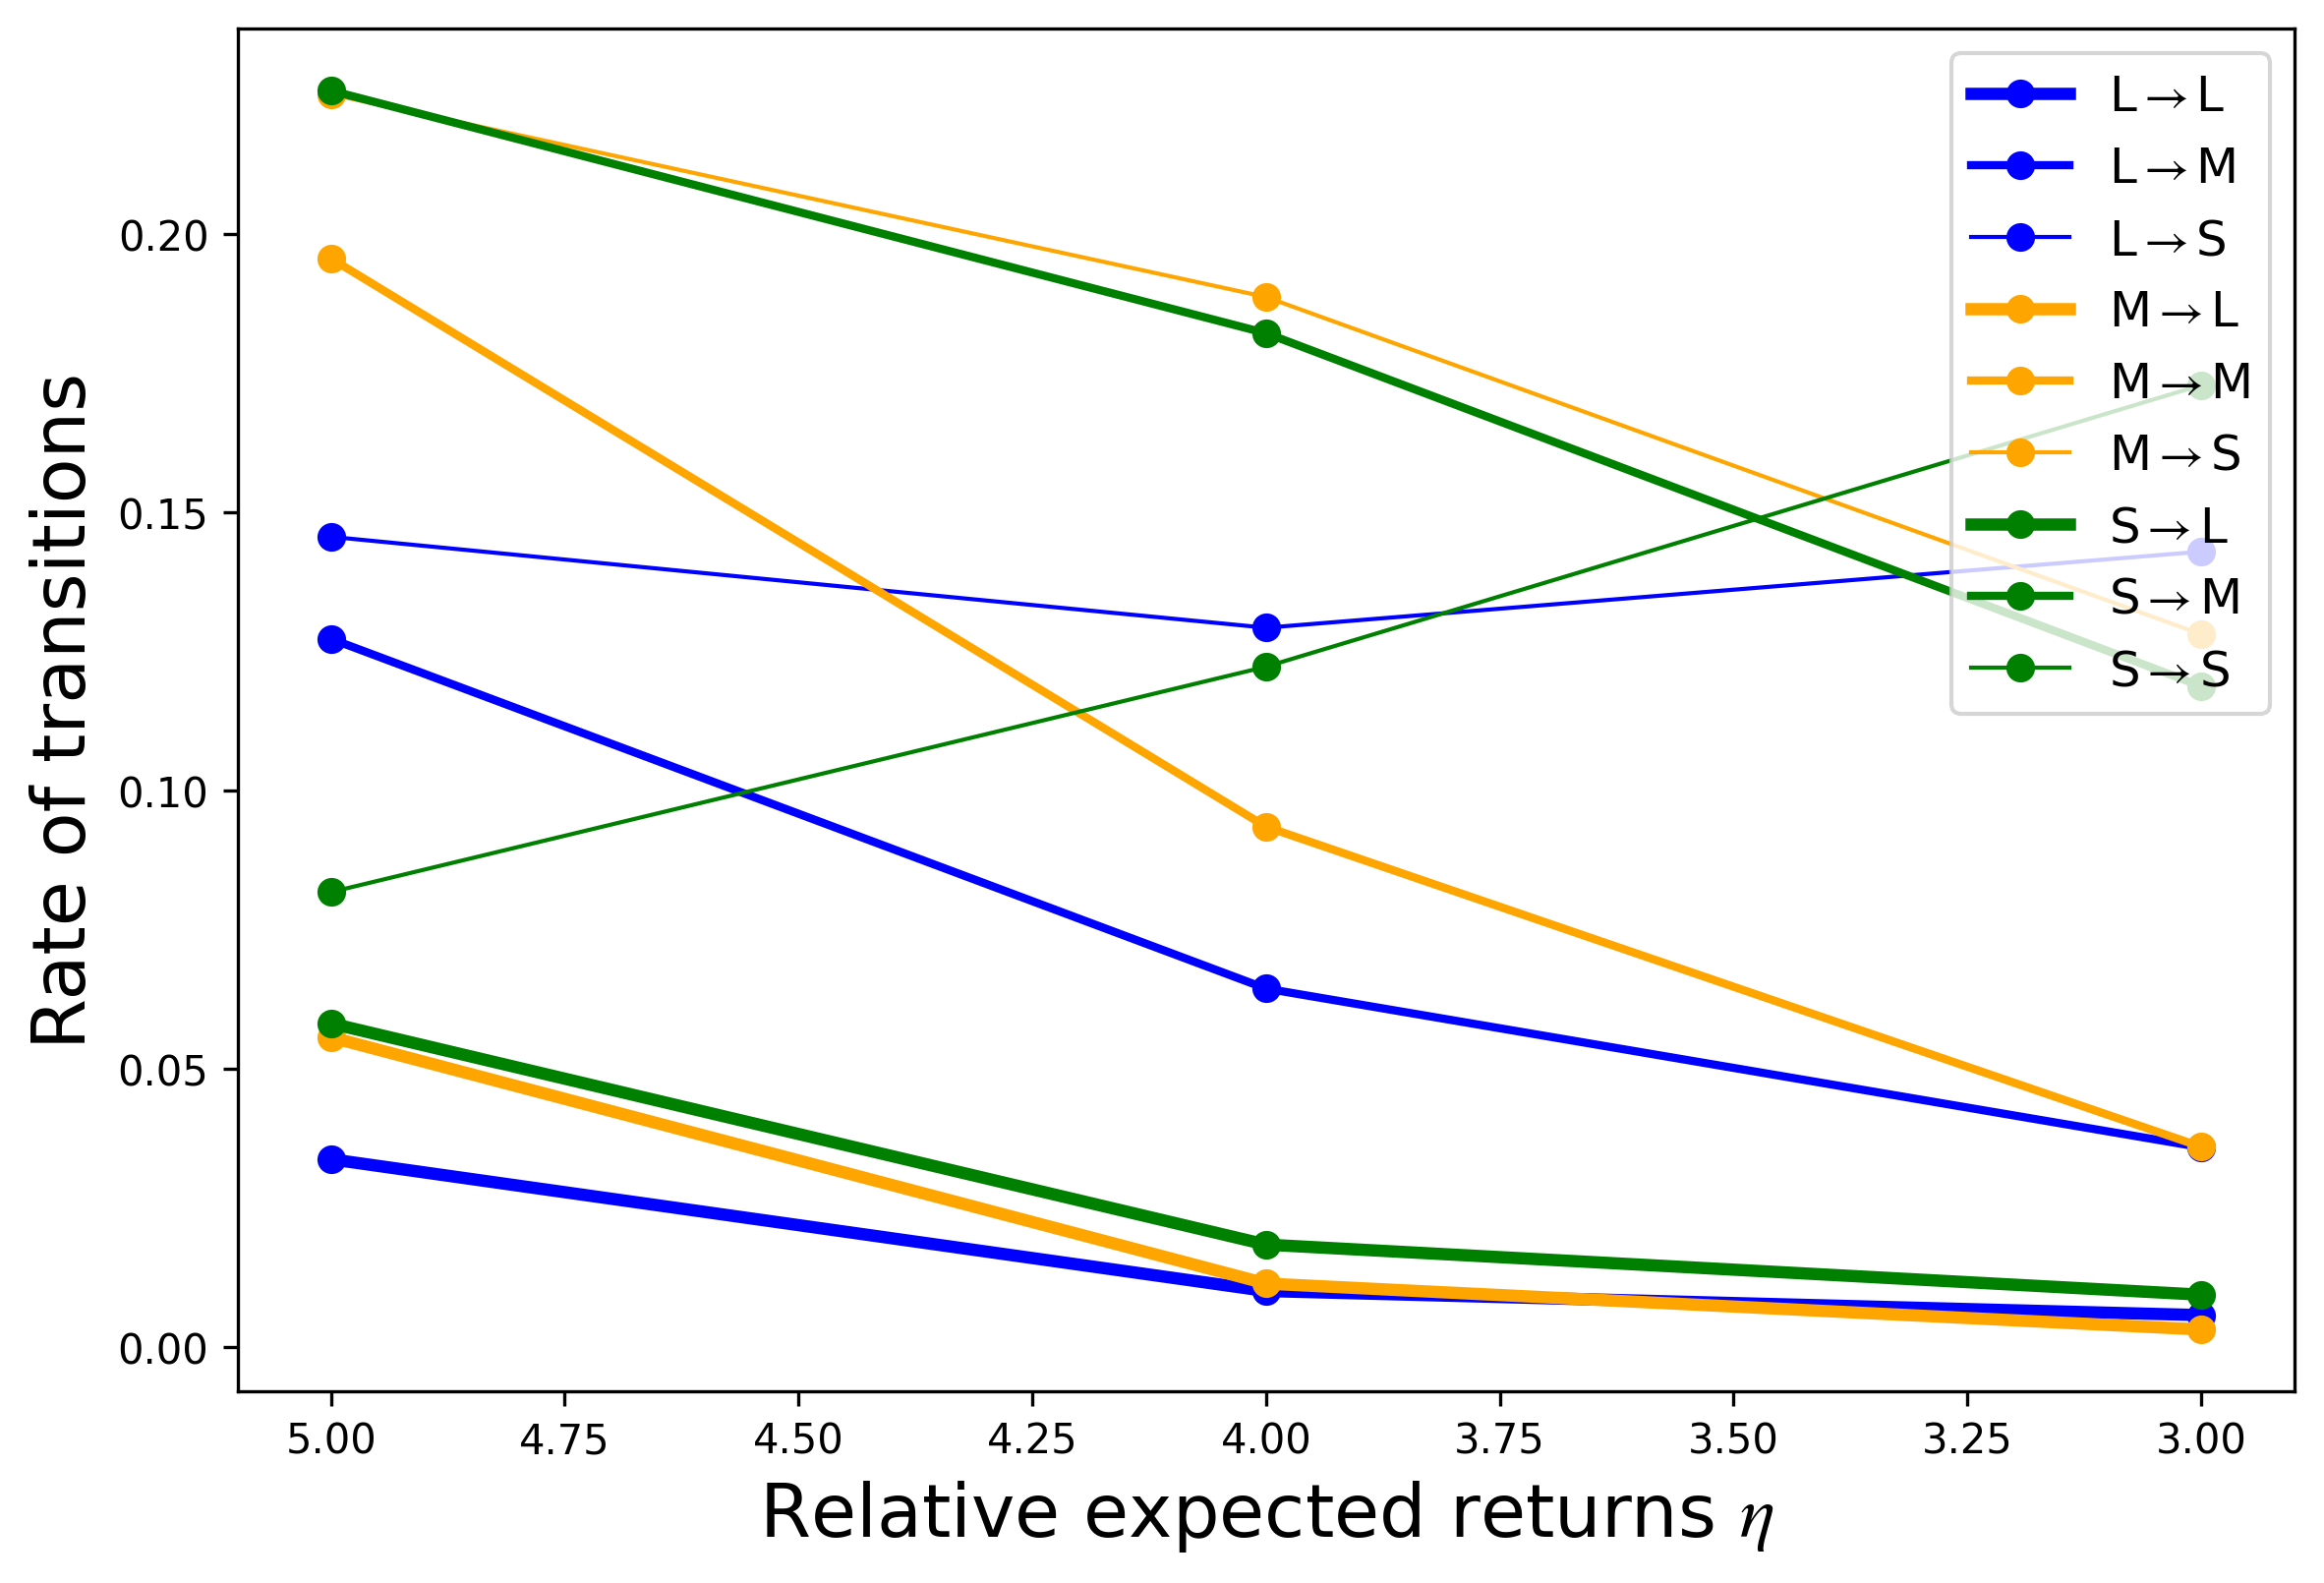 Rate of transitions
0.20
0.15
0.10
0.05
0.00
L→L
L→M
L→S
M→L
M→M
M→S
S→L
S→M
S→S
5.00 4.75 4.50 4.25 4.00 3.75 3.50 3.25 3.00
Relative expected returns η